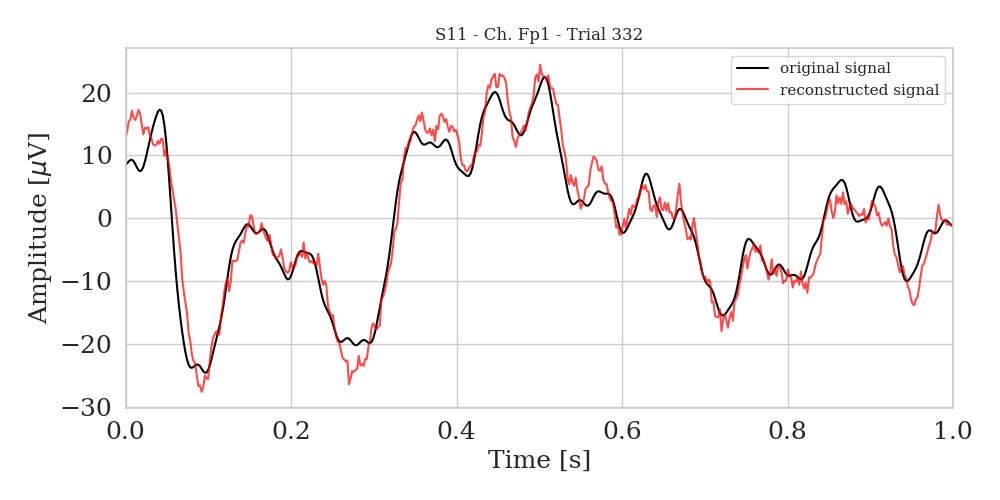 S11 - Ch. Fp1 - Trial 332
original signal
reconstructed signal
Amplitude [μV]
20
10
0
−10
−20
−30
0.0 0.2 0.4 0.6 0.8 1.0
Time [s]